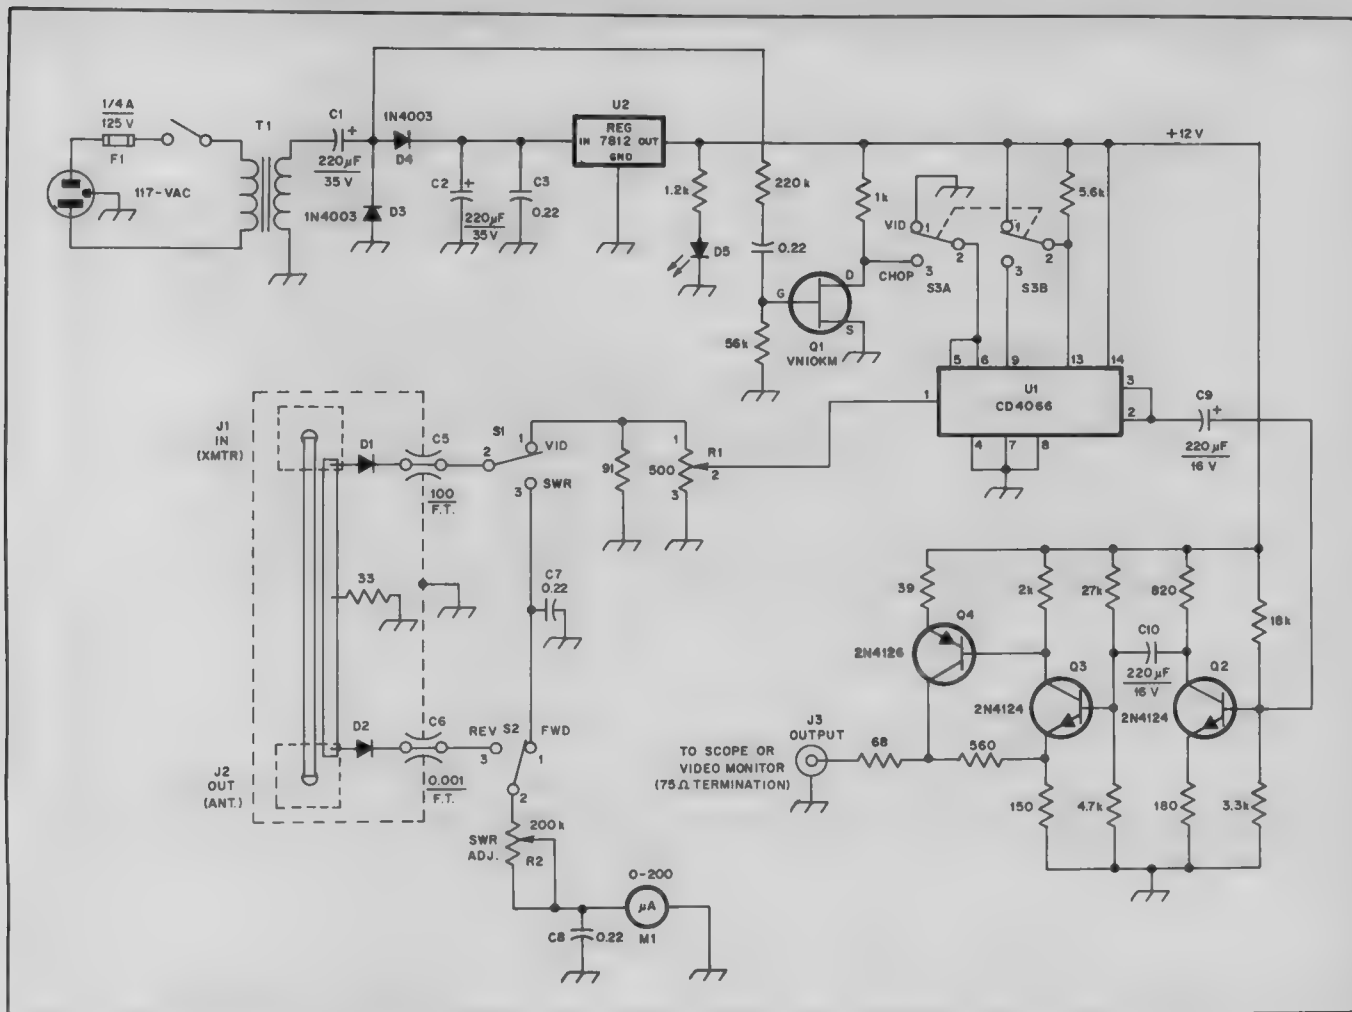 1/4 A
125 V
F1
117-VAC
T1
C1
+
220µF
35 V
1N4003
D4
1N4003
D3
C2
+
220µF
35V
C3
0.22
U2
REG
IN 7812 OUT
GND
1.2k
D5
220k
0.22
56k
G
D
S
Q1
VN10KM
1k
VID
1
2
3
CHOP
S3A
1
2
3
S3B
5.6k
+12V
5
6
9
13
14
1
U1
CD4066
3
2
4
7
8
C9
+
220µF
16 V
J1
IN
(XMTR)
D1
C5
100
F.T.
2
S1
1
VID
3
SWR
91
1
500
3
R1
2
33
C7
0.22
D2
C6
0.001
F.T.
J2
OUT
(ANT.)
REV
3
S2
FWD
1
2
200k
SWR
ADJ.
R2
C8
0.22
0-200
µA
M1
39
Q4
2N4126
2k
27k
820
C10
220µF
16 V
18k
Q3
2N4124
Q2
2N4124
J3
OUTPUT
TO SCOPE OR
VIDEO MONITOR
(75Ω TERMINATION)
68
560
150
4.7k
180
3.3k